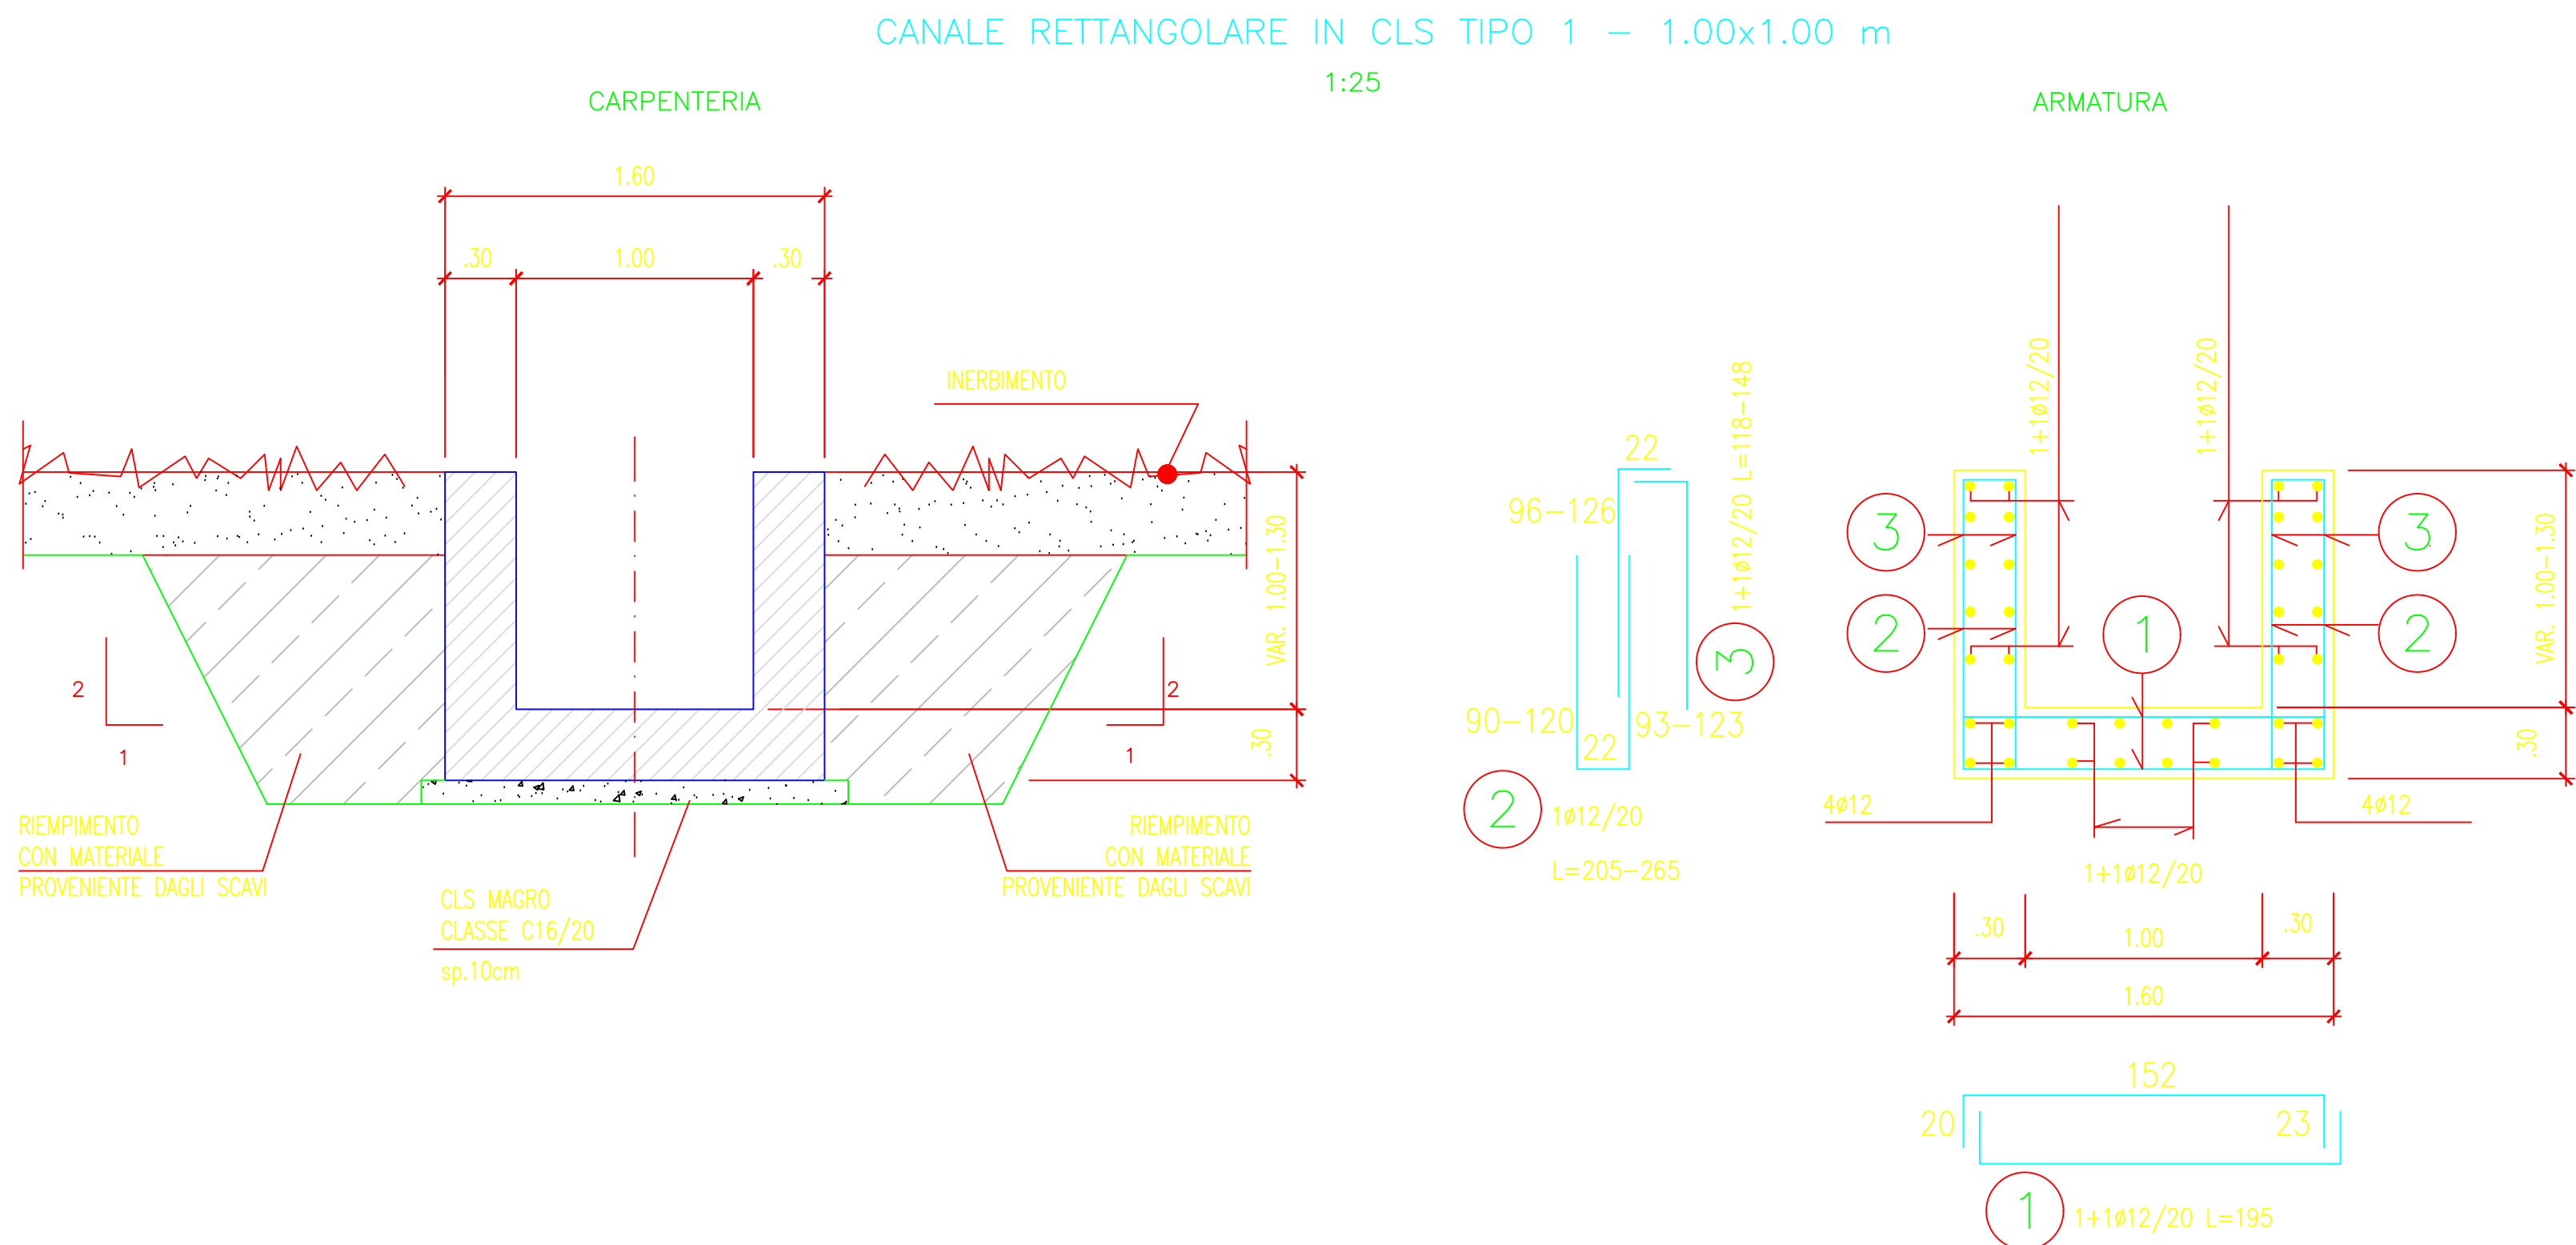 CANALE RETTANGOLARE IN CLS TIPO 1 - 1.00x1.00 m
1:25
CARPENTERIA
1.60
.30
1.00
.30
INERBIMENTO
VAR. 1.00-1.30
.30
2
1
2
1
RIEMPIMENTO
CON MATERIALE
PROVENIENTE DAGLI SCAVI
CLS MAGRO
CLASSE C16/20
sp.10cm
RIEMPIMENTO
CON MATERIALE
PROVENIENTE DAGLI SCAVI
22
96-126
90-120
22
93-123
1+1ø12/20 L=118-148
3
2
1ø12/20
L=205-265
ARMATURA
1+1ø12/20
1+1ø12/20
3
2
1
3
2
VAR. 1.00-1.30
.30
4ø12
4ø12
1+1ø12/20
.30
1.00
.30
1.60
152
20
23
1
1+1ø12/20 L=195